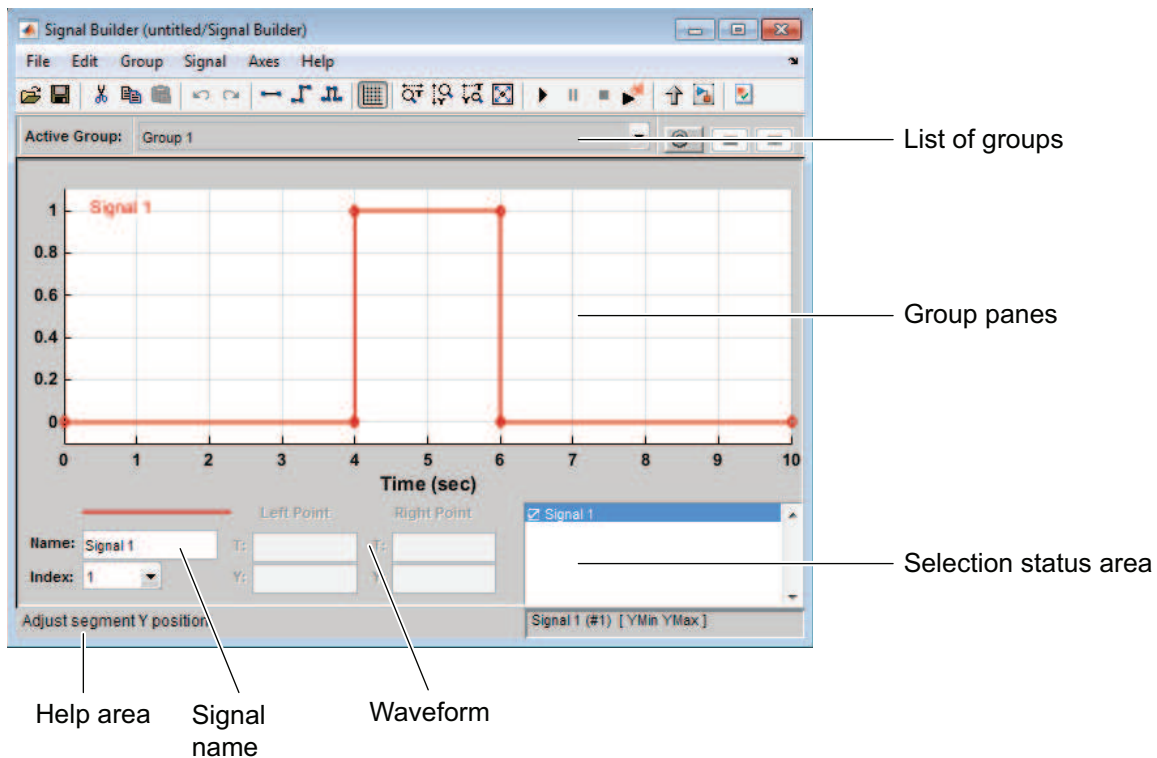 Signal Builder (untitled/Signal Builder)
File Edit Group Signal Axes Help
Active Group: Group 1
List of groups
Signal 1
1
0.8
0.6
0.4
0.2
0
Group panes
0 1 2 3 4 5 6 7 8 9 10
Time (sec)
Left Point Right Point
Signal 1
Name: Signal 1 T: T:
Index: 1 Y: Y
Selection status area
Adjust segment Y position
Signal 1 (#1) [ YMin YMax ]
Help area
Signal
name
Waveform